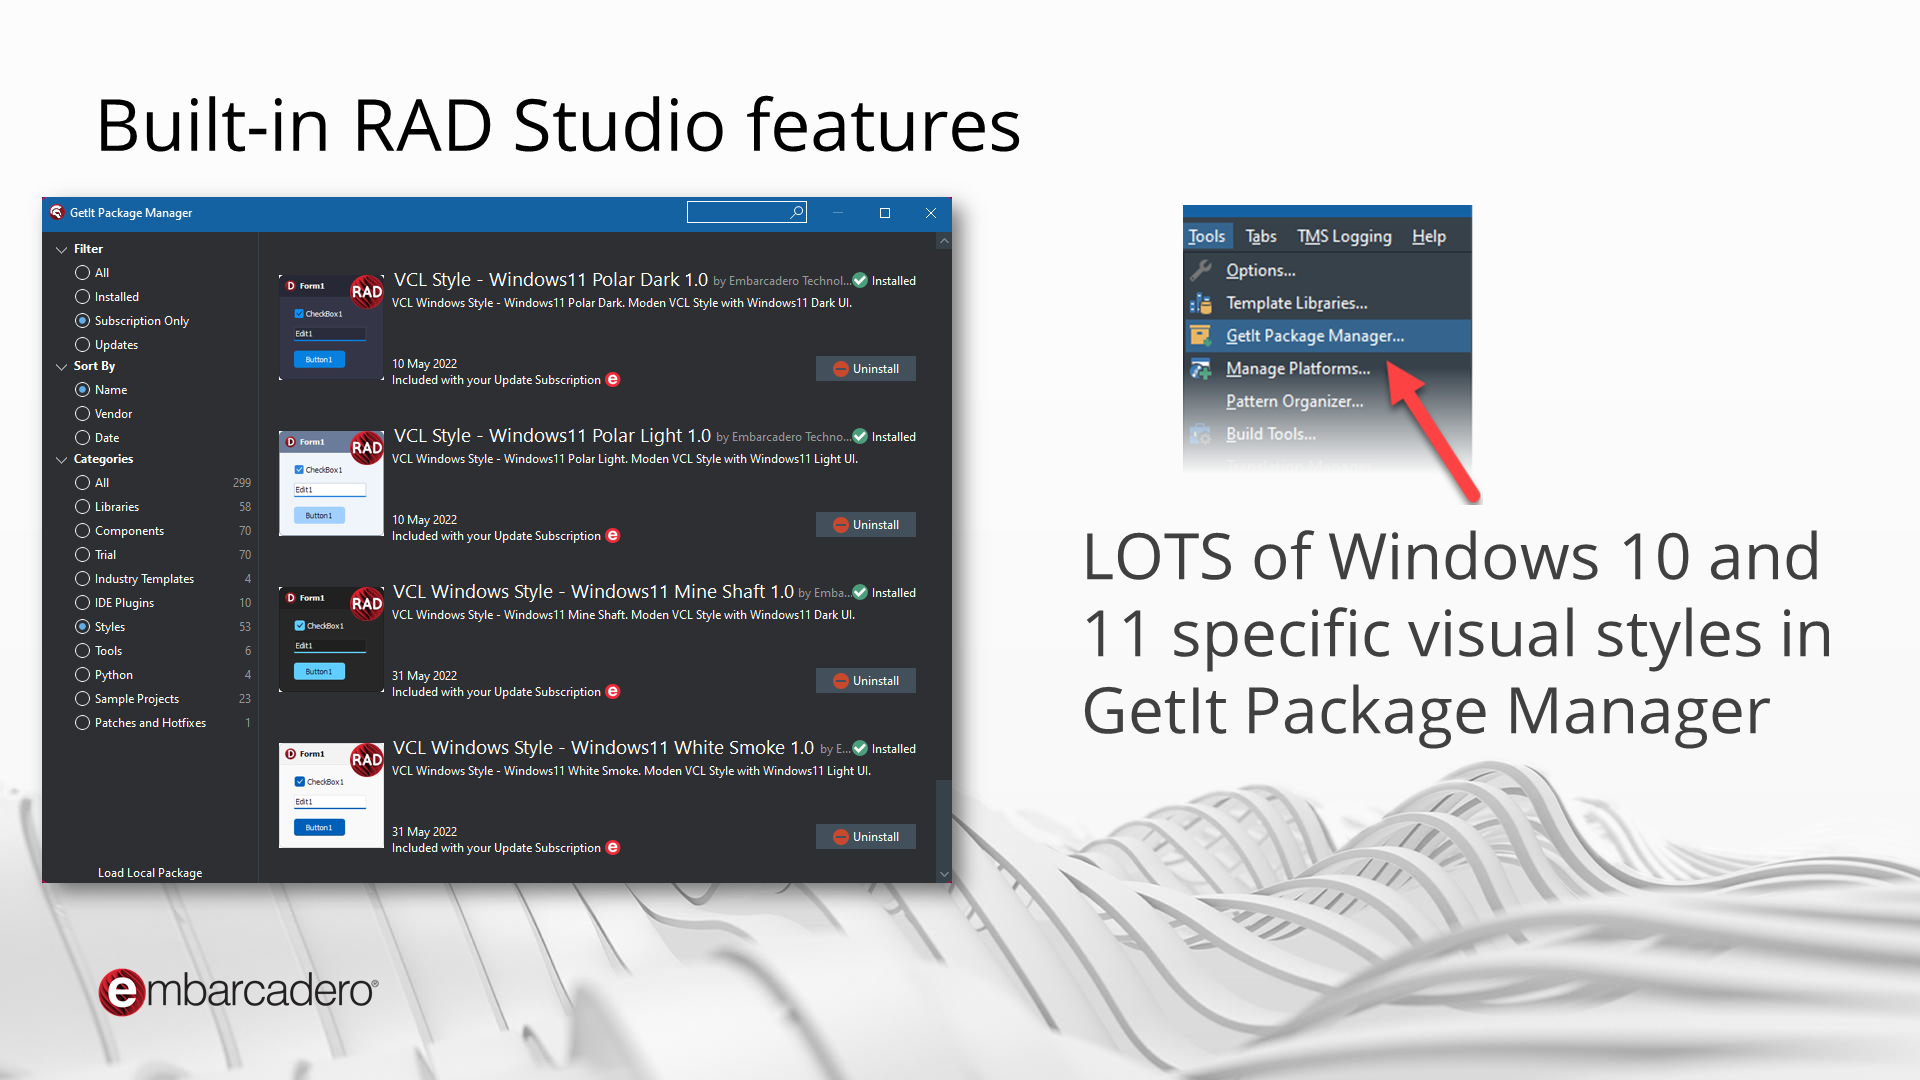 Built-in RAD Studio features
GetIt Package Manager
Filter
All
Installed
Subscription Only
Updates
Sort By
Name
Vendor
Date
Categories
All 299
Libraries 58
Components 70
Trial 70
Industry Templates 4
IDE Plugins 10
Styles 53
Tools 6
Python 4
Sample Projects 23
Patches and Hotfixes 1
Load Local Package
D Form1
RAD
CheckBox1
Edit1
Button1
VCL Style - Windows11 Polar Dark 1.0 by Embarcadero Technol... Installed
VCL Windows Style - Windows11 Polar Dark. Moden VCL Style with Windows11 Dark UI.
10 May 2022
Included with your Update Subscription e
Uninstall
D Form1
RAD
CheckBox1
Edit1
Button1
VCL Style - Windows11 Polar Light 1.0 by Embarcadero Techno... Installed
VCL Windows Style - Windows11 Polar Light. Moden VCL Style with Windows11 Light UI.
10 May 2022
Included with your Update Subscription e
Uninstall
D Form1
RAD
CheckBox1
Edit1
Button1
VCL Windows Style - Windows11 Mine Shaft 1.0 by Emba... Installed
VCL Windows Style - Windows11 Mine Shaft. Moden VCL Style with Windows11 Dark UI.
31 May 2022
Included with your Update Subscription e
Uninstall
D Form1
RAD
CheckBox1
Edit1
Button1
VCL Windows Style - Windows11 White Smoke 1.0 by E... Installed
VCL Windows Style - Windows11 White Smoke. Moden VCL Style with Windows11 Light UI.
31 May 2022
Included with your Update Subscription e
Uninstall
Tools Tabs TMS Logging Help
Options...
Template Libraries...
GetIt Package Manager...
Manage Platforms...
Pattern Organizer...
Build Tools...
LOTS of Windows 10 and
11 specific visual styles in
GetIt Package Manager
embarcadero®